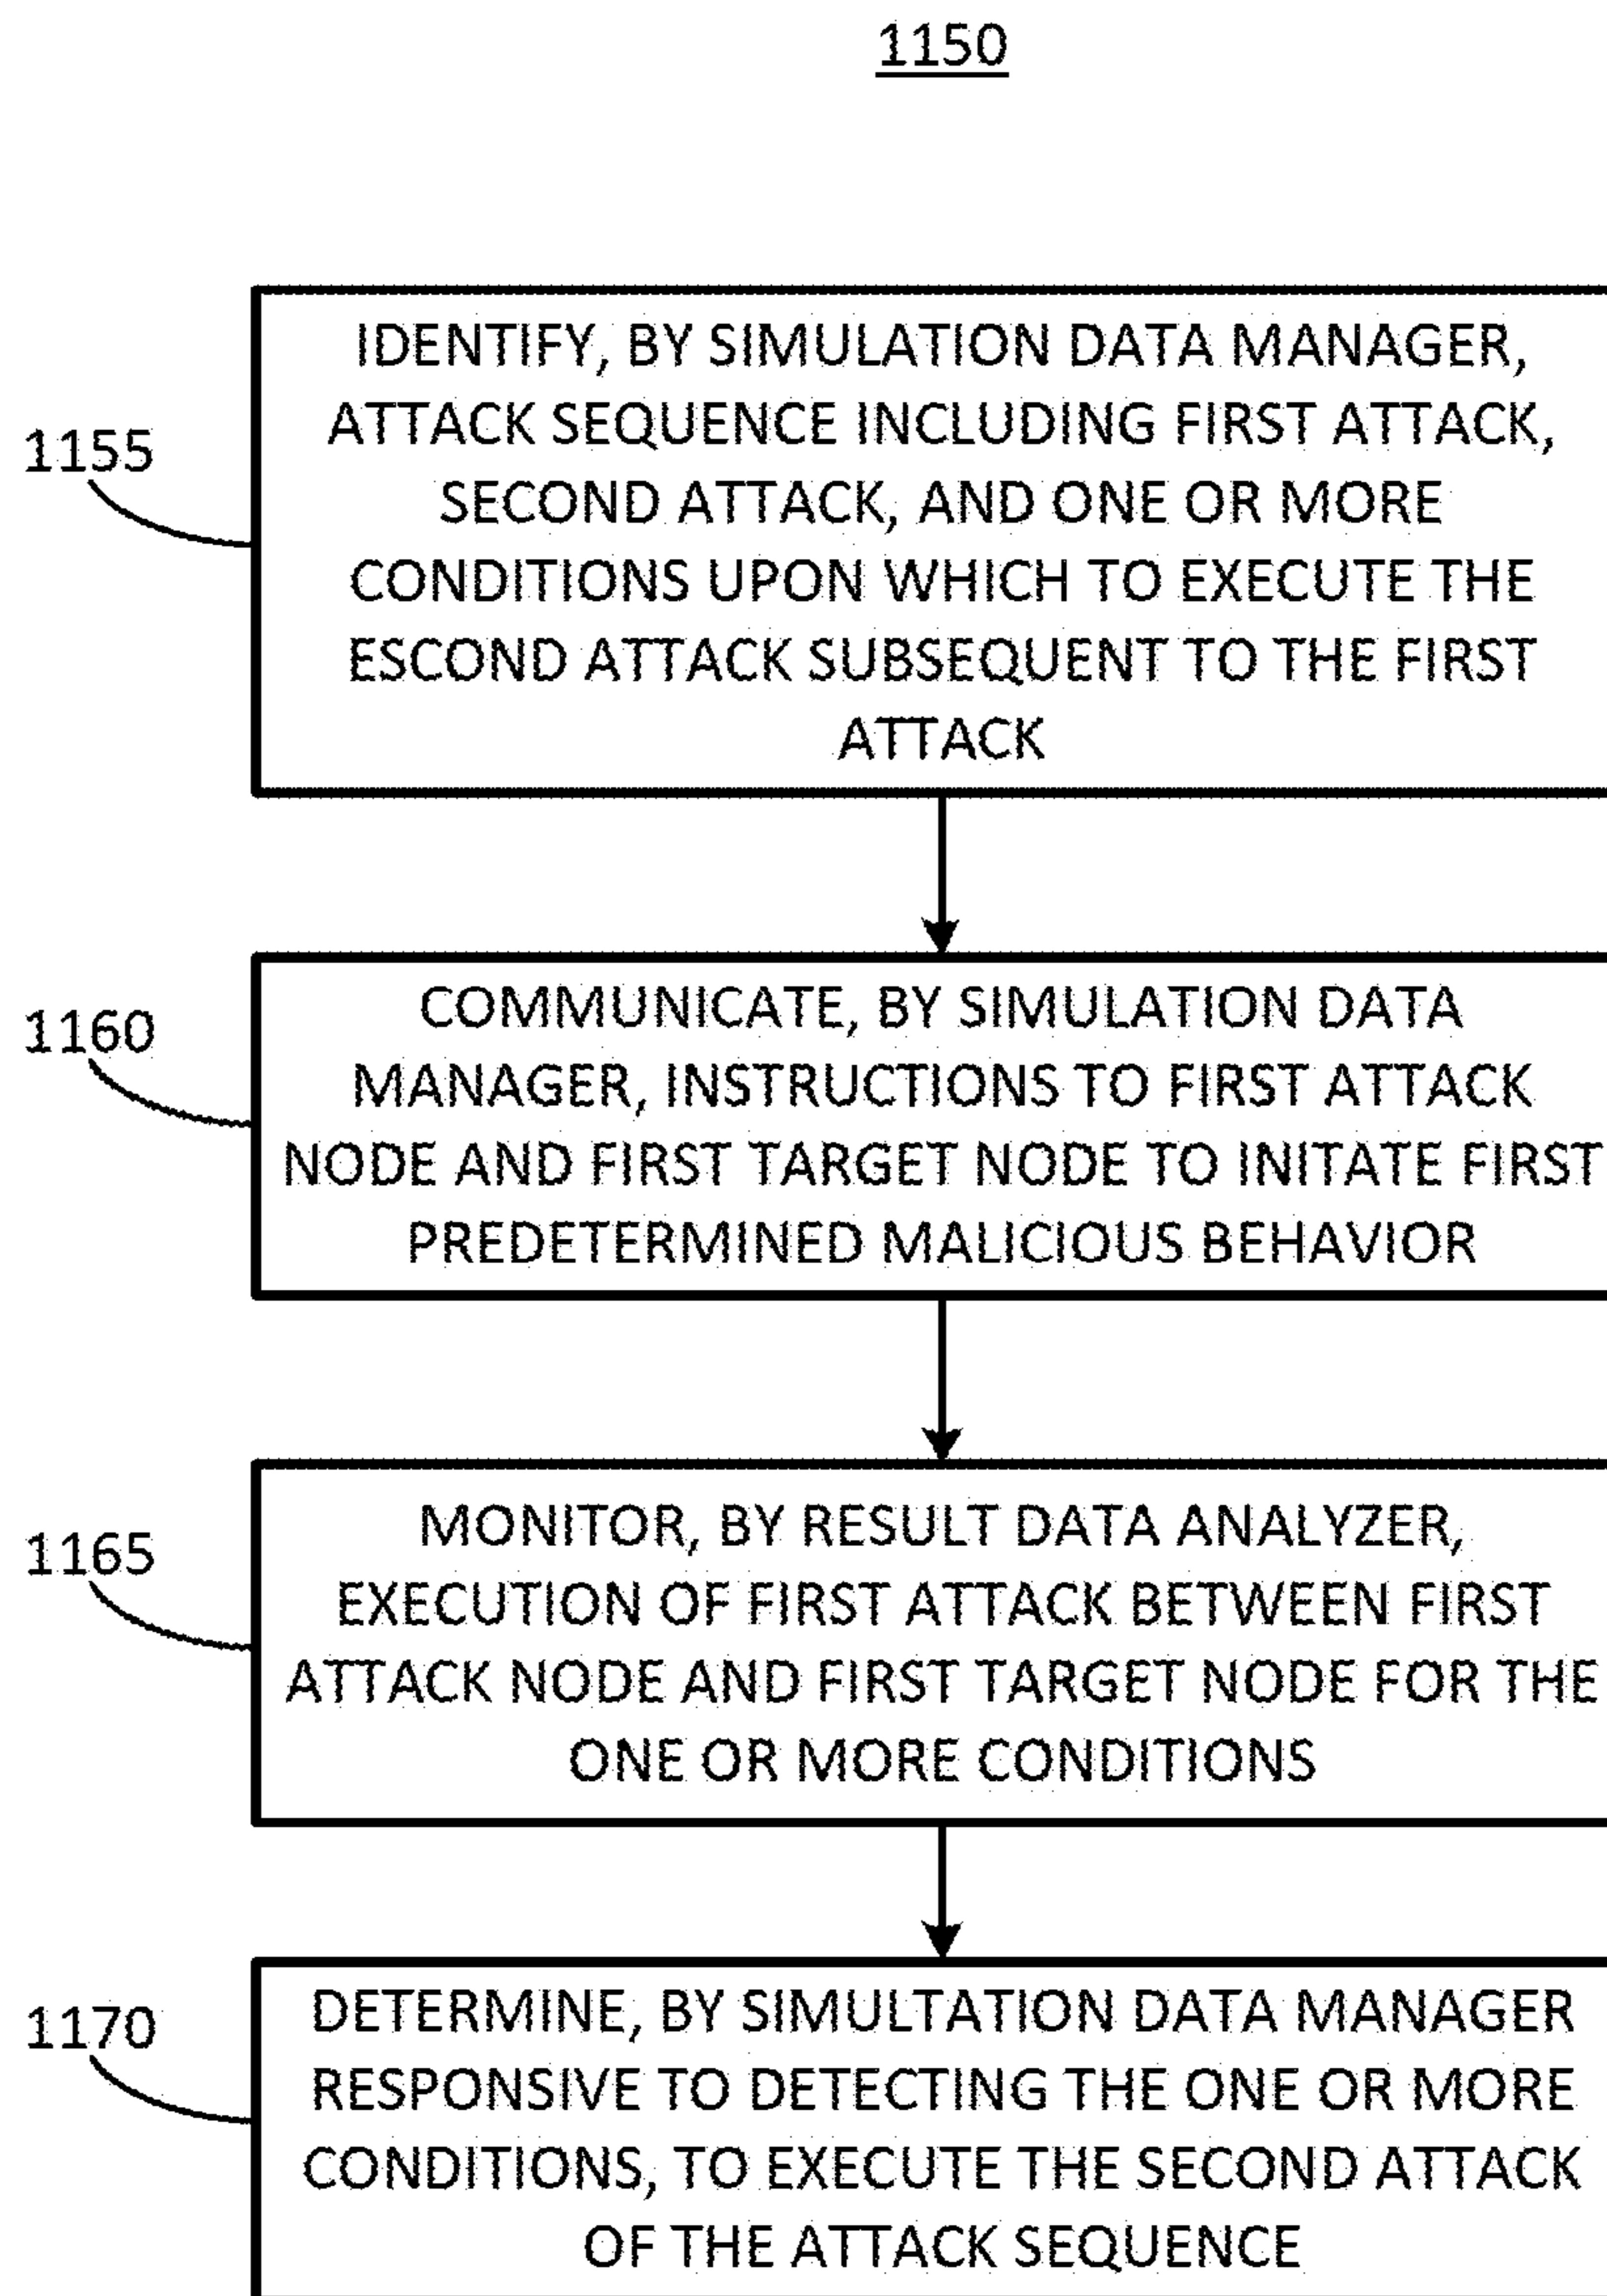 1150
1155
IDENTIFY, BY SIMULATION DATA MANAGER,
ATTACK SEQUENCE INCLUDING FIRST ATTACK,
SECOND ATTACK, AND ONE OR MORE
CONDITIONS UPON WHICH TO EXECUTE THE
ESCOND ATTACK SUBSEQUENT TO THE FIRST
ATTACK
1160
COMMUNICATE, BY SIMULATION DATA
MANAGER, INSTRUCTIONS TO FIRST ATTACK
NODE AND FIRST TARGET NODE TO INITATE FIRST
PREDETERMINED MALICIOUS BEHAVIOR
1165
MONITOR, BY RESULT DATA ANALYZER,
EXECUTION OF FIRST ATTACK BETWEEN FIRST
ATTACK NODE AND FIRST TARGET NODE FOR THE
ONE OR MORE CONDITIONS
1170
DETERMINE, BY SIMULTATION DATA MANAGER
RESPONSIVE TO DETECTING THE ONE OR MORE
CONDITIONS, TO EXECUTE THE SECOND ATTACK
OF THE ATTACK SEQUENCE